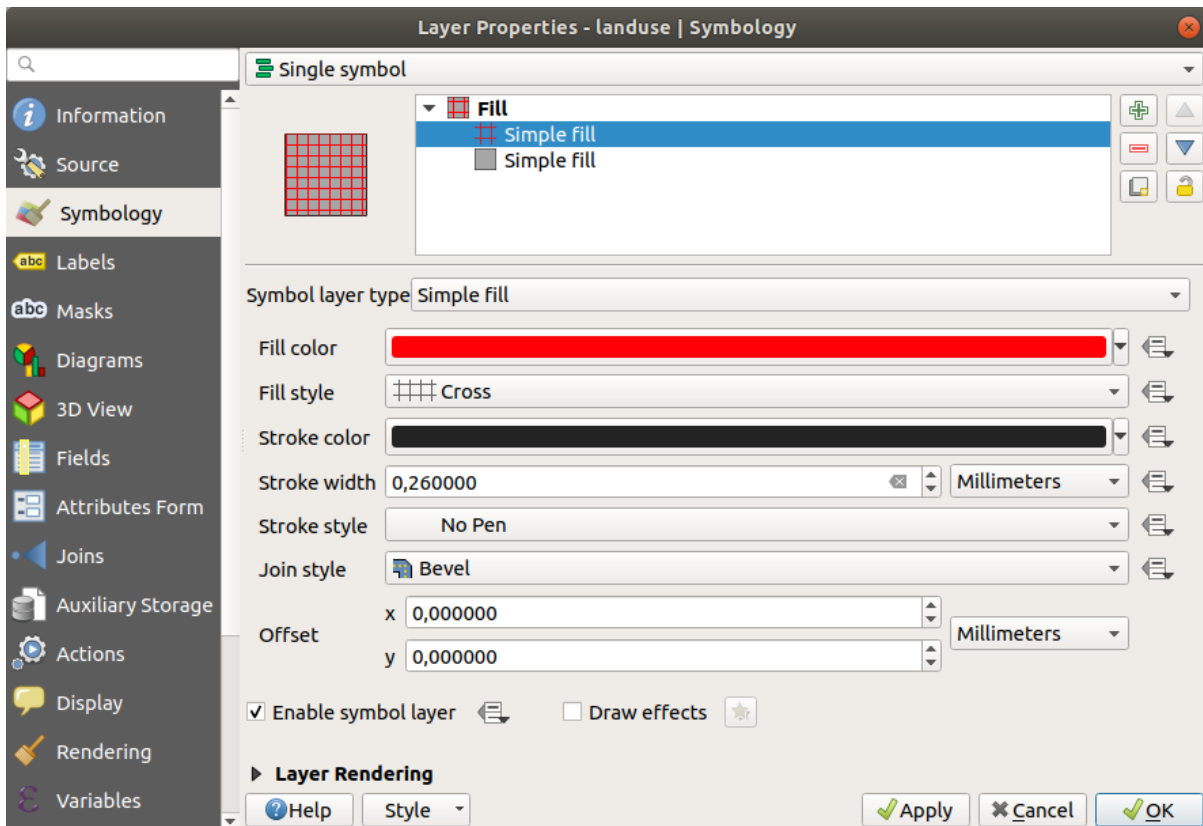 Layer Properties - landuse | Symbology
Single symbol
Information
Source
Symbology
Labels
Masks
Diagrams
3D View
Fields
Attributes Form
Joins
Auxiliary Storage
Actions
Display
Rendering
Variables
Fill
Simple fill
Simple fill
Symbol layer type Simple fill
Fill color
Fill style Cross
Stroke color
Stroke width 0,260000 Millimeters
Stroke style No Pen
Join style Bevel
Offset x 0,000000 Millimeters
y 0,000000
Enable symbol layer Draw effects
Layer Rendering
Help Style Apply Cancel OK
abc
abc